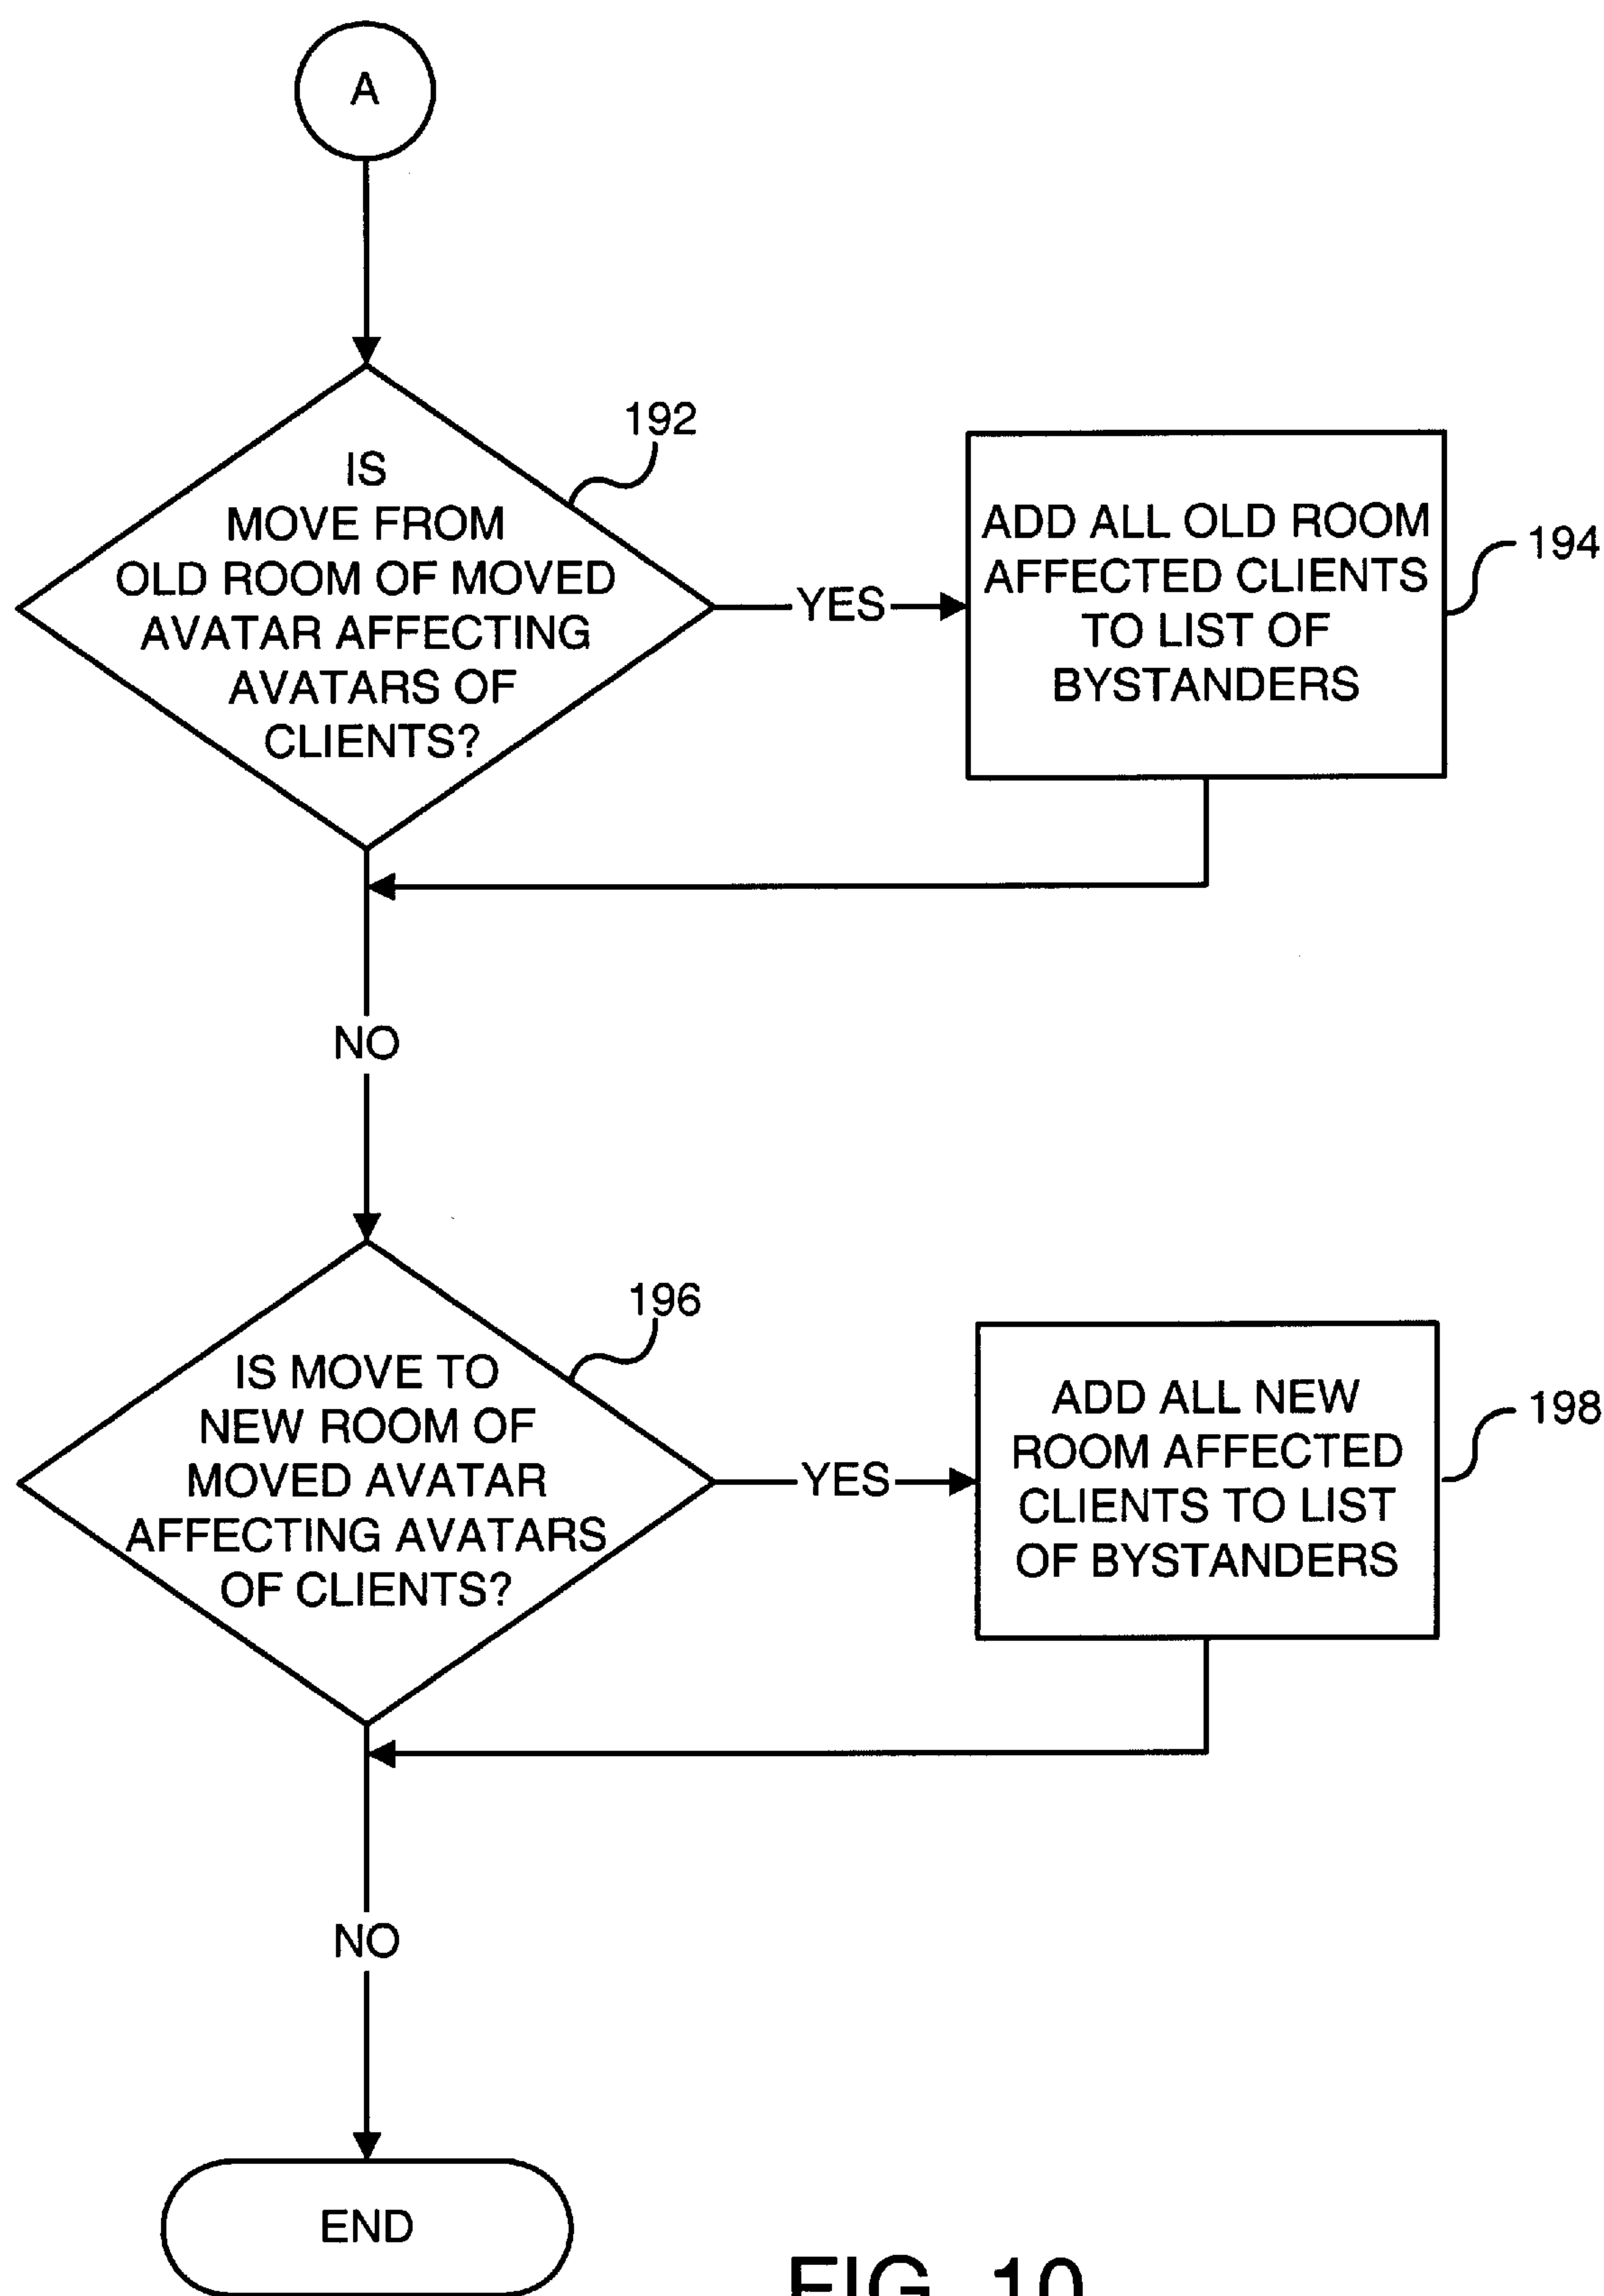 A
192
IS
MOVE FROM
OLD ROOM OF MOVED
AVATAR AFFECTING
AVATARS OF
CLIENTS?
YES
ADD ALL OLD ROOM
AFFECTED CLIENTS
TO LIST OF
BYSTANDERS
194
NO
196
IS MOVE TO
NEW ROOM OF
MOVED AVATAR
AFFECTING AVATARS
OF CLIENTS?
YES
ADD ALL NEW
ROOM AFFECTED
CLIENTS TO LIST
OF BYSTANDERS
198
NO
END
FIG. 10